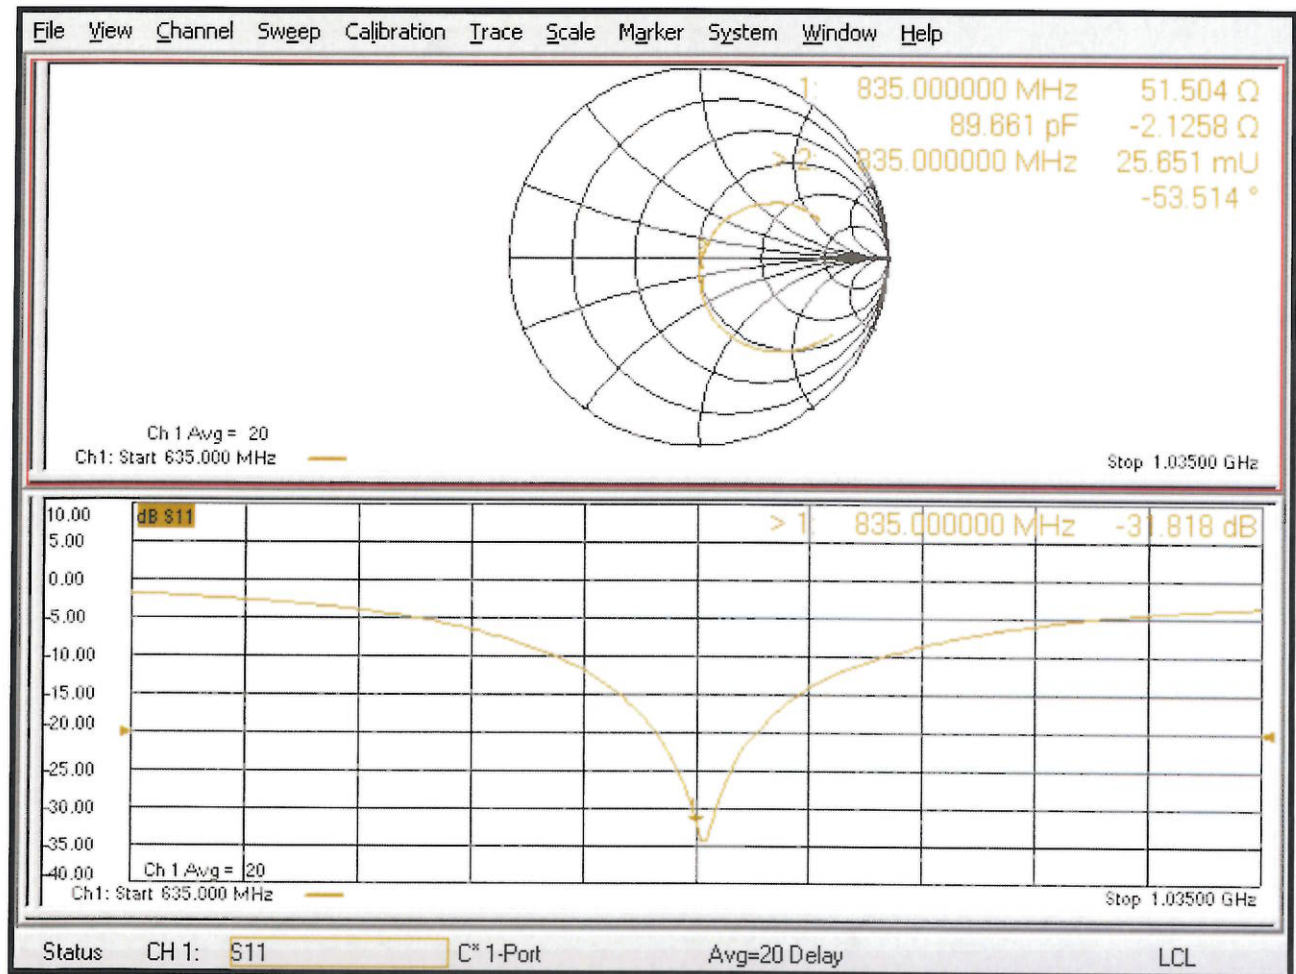 File View Channel Sweep Calibration Trace Scale Marker System Window Help
1: 835.000000 MHz 51.504 Ω
89.661 pF -2.1258 Ω
> 2: 835.000000 MHz 25.651 mU
-53.514 °
Ch 1 Avg = 20
Ch1: Start 635.000 MHz
Stop 1.03500 GHz
10.00
dB S11
> 1: 835.000000 MHz -31.818 dB
5.00
0.00
-5.00
-10.00
-15.00
-20.00
-25.00
-30.00
-35.00
-40.00
Ch 1 Avg = 20
Ch1: Start 635.000 MHz
Stop 1.03500 GHz
Status CH 1: S11 C* 1-Port Avg=20 Delay LCL